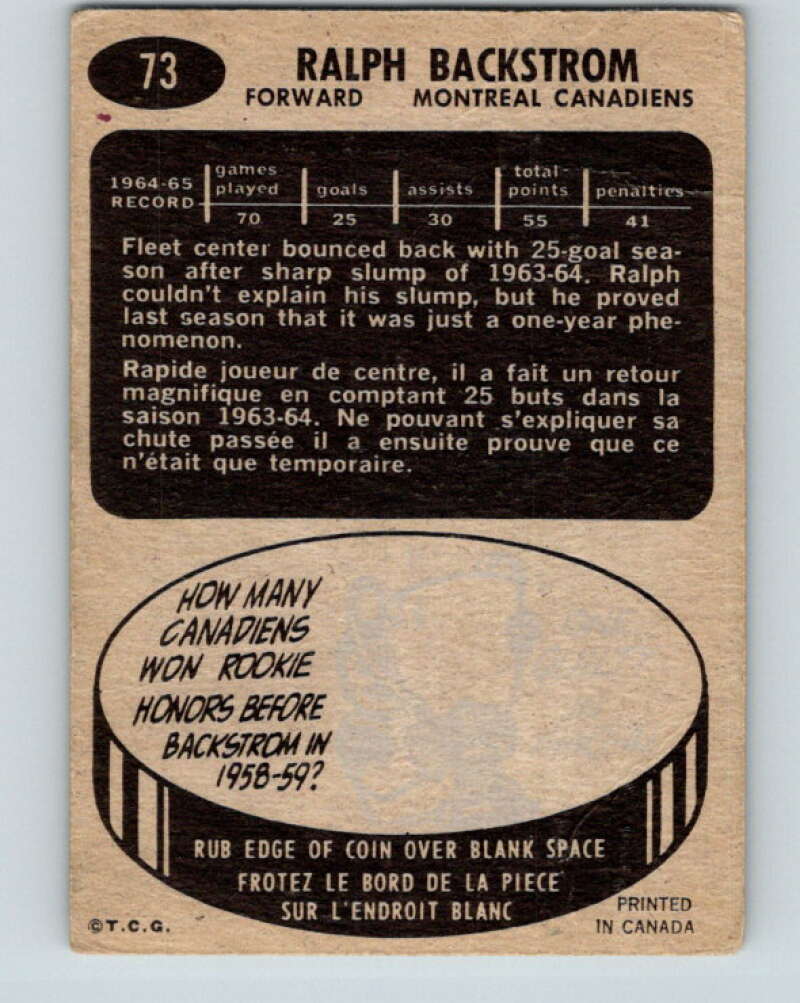 73
RALPH BACKSTROM
FORWARD MONTREAL CANADIENS
1964-65 RECORD
games played goals assists total points penalties
70 25 30 55 41
Fleet center bounced back with 25-goal sea-
son after sharp slump of 1963-64. Ralph
couldn't explain his slump, but he proved
last season that it was just a one-year phe-
nomenon.
Rapide joueur de centre, il a fait un retour
magnifique en comptant 25 buts dans la
saison 1963-64. Ne pouvant s'expliquer sa
chute passée il a ensuite prouve que ce
n'était que temporaire.
HOW MANY
CANADIENS
WON ROOKIE
HONORS BEFORE
BACKSTROM IN
1958-59?
RUB EDGE OF COIN OVER BLANK SPACE
FROTEZ LE BORD DE LA PIECE
SUR L'ENDROIT BLANC
©T.C.G.
PRINTED
IN CANADA